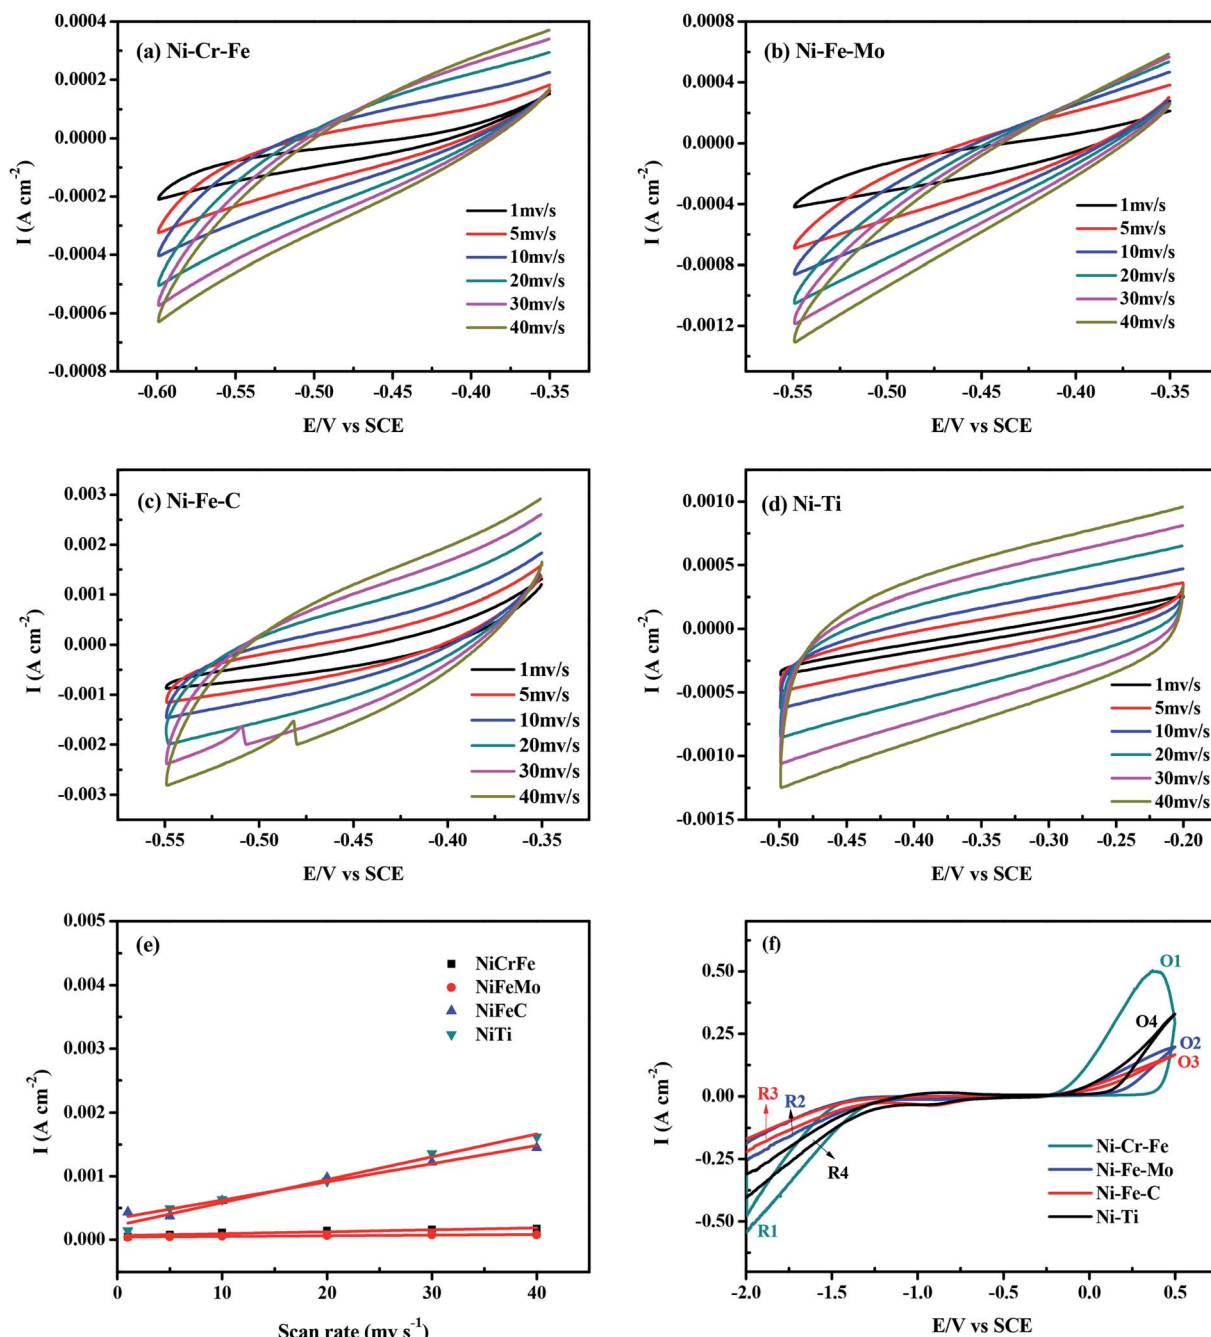 (a) Ni-Cr-Fe
I (A cm-2)
0.0004
0.0002
0.0000
-0.0002
-0.0004
-0.0006
-0.0008
1mv/s
5mv/s
10mv/s
20mv/s
30mv/s
40mv/s
-0.60 -0.55 -0.50 -0.45 -0.40 -0.35
E/V vs SCE
(b) Ni-Fe-Mo
I (A cm-2)
0.0008
0.0004
0.0000
-0.0004
-0.0008
-0.0012
1mv/s
5mv/s
10mv/s
20mv/s
30mv/s
40mv/s
-0.55 -0.50 -0.45 -0.40 -0.35
E/V vs SCE
(c) Ni-Fe-C
I (A cm-2)
0.003
0.002
0.001
0.000
-0.001
-0.002
-0.003
1mv/s
5mv/s
10mv/s
20mv/s
30mv/s
40mv/s
-0.55 -0.50 -0.45 -0.40 -0.35
E/V vs SCE
(d) Ni-Ti
I (A cm-2)
0.0010
0.0005
0.0000
-0.0005
-0.0010
-0.0015
1mv/s
5mv/s
10mv/s
20mv/s
30mv/s
40mv/s
-0.50 -0.45 -0.40 -0.35 -0.30 -0.25 -0.20
E/V vs SCE
(e)
I (A cm-2)
0.005
0.004
0.003
0.002
0.001
0.000
NiCrFe
NiFeMo
NiFeC
NiTi
0 10 20 30 40
Scan rate (mv s-1)
(f)
I (A cm-2)
0.50
0.25
0.00
-0.25
-0.50
O1
O4
O2
O3
R3
R2
R4
R1
Ni-Cr-Fe
Ni-Fe-Mo
Ni-Fe-C
Ni-Ti
-2.0 -1.5 -1.0 -0.5 0.0 0.5
E/V vs SCE